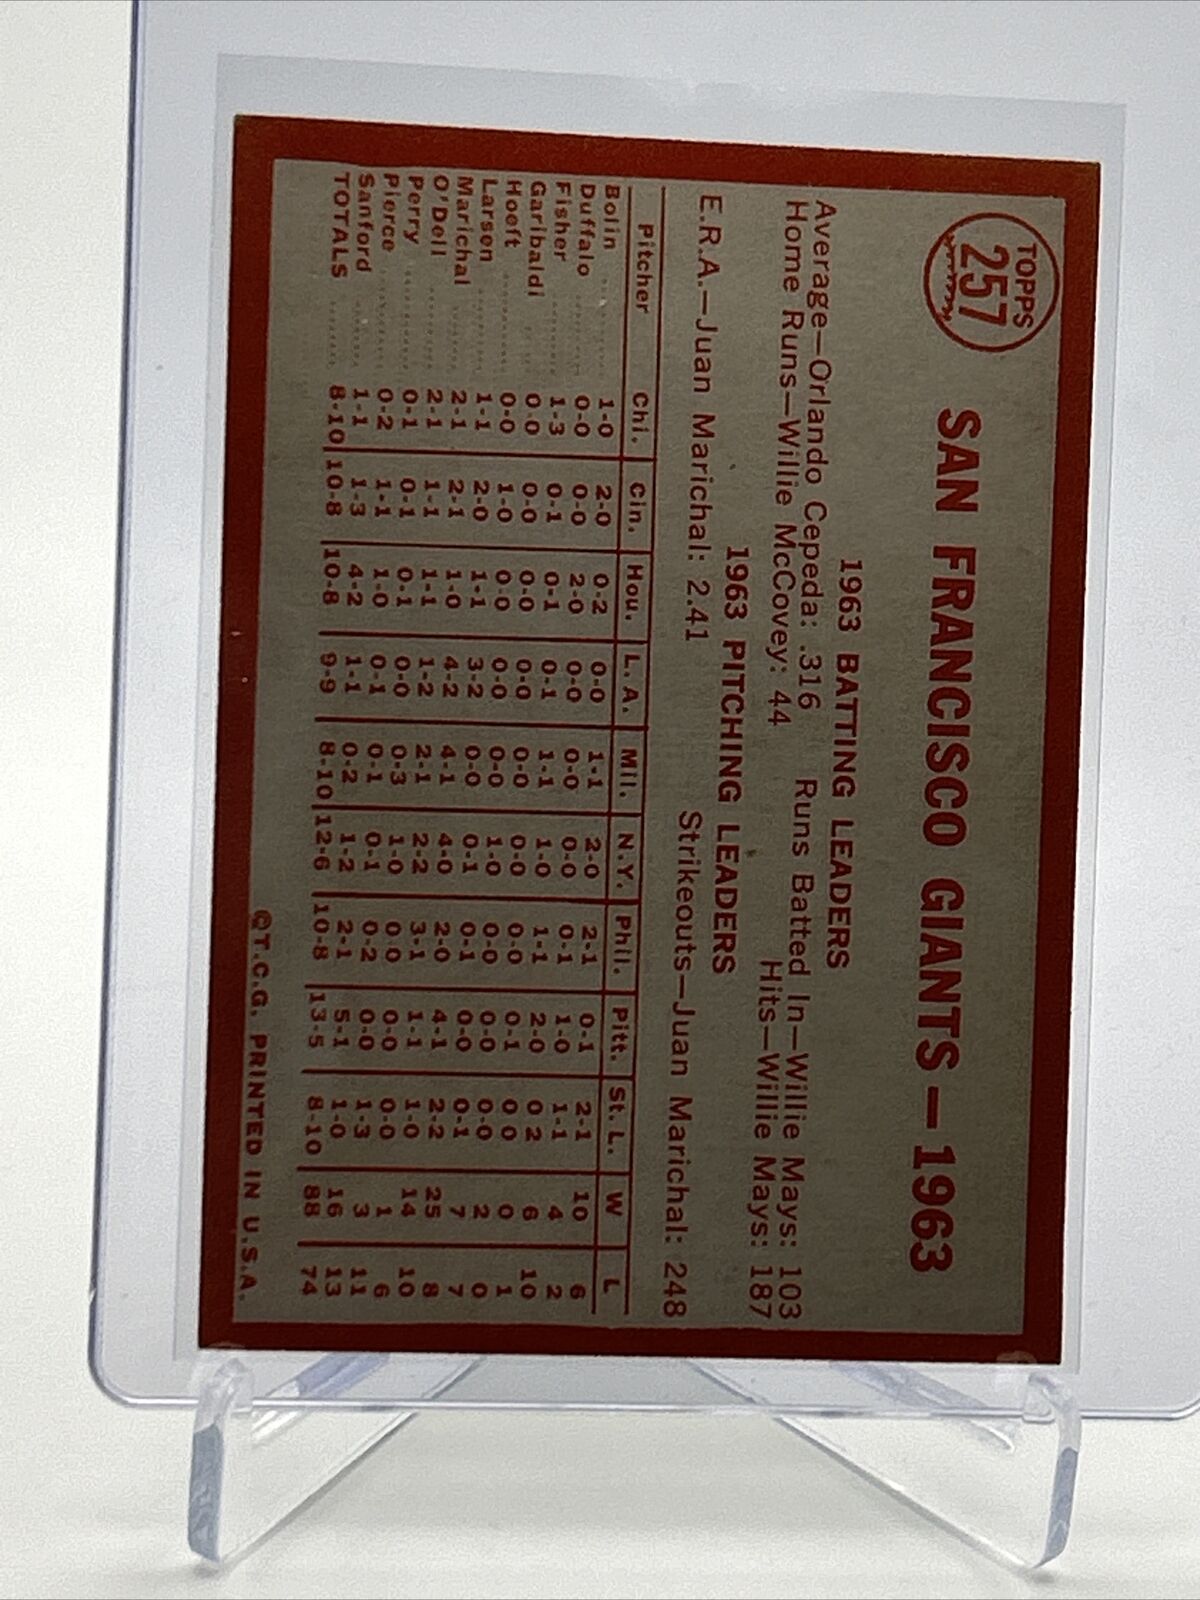 TOPPS
257
SAN FRANCISCO GIANTS—1963
1963 BATTING LEADERS
Average—Orlando Cepeda: .316 Runs Batted In—Willie Mays: 103
Home Runs—Willie McCovey: 44 Hits—Willie Mays: 187
1963 PITCHING LEADERS
E.R.A.—Juan Marichal: 2.41 Strikeouts—Juan Marichal: 248
Pitcher Chi. Cin. Hou. L.A. Mil. N.Y. Phil. Pitt. St. L. W L
Bolin 1-0 2-0 0-2 0-0 1-1 2-0 2-1 0-1 2-1 10 6
Duffalo 0-0 0-0 2-0 0-0 0-0 0-0 0-1 1-0 1-1 4 2
Fisher 1-3 0-1 0-1 0-1 1-1 1-0 1-1 2-0 0 2 6 10
Garibaldi 0-0 0-0 0-0 0-0 0-0 0-0 0-0 0-1 0 0 0 1
Hoeft 0-0 1-0 0-0 0-0 0-0 1-0 0-0 0-0 0-0 2 0
Larsen 1-1 2-0 1-1 3-2 0-0 0-1 0-1 0-0 0-1 7 7
Marichal 2-1 2-1 1-0 4-2 4-1 4-0 2-0 4-1 2-2 25 8
O'Dell 2-1 1-1 1-1 1-2 2-1 2-2 3-1 1-1 1-0 14 10
Perry 0-1 0-1 0-1 0-0 0-3 1-0 0-0 0-0 0-0 1 6
Pierce 0-2 1-1 1-0 0-1 0-1 0-1 0-2 0-0 1-3 3 11
Sanford 1-1 1-3 4-2 1-1 0-2 1-2 2-1 5-1 1-0 16 13
TOTALS 8-10 10-8 10-8 9-9 8-10 12-6 10-8 13-5 8-10 88 74
©T.C.G. PRINTED IN U.S.A.